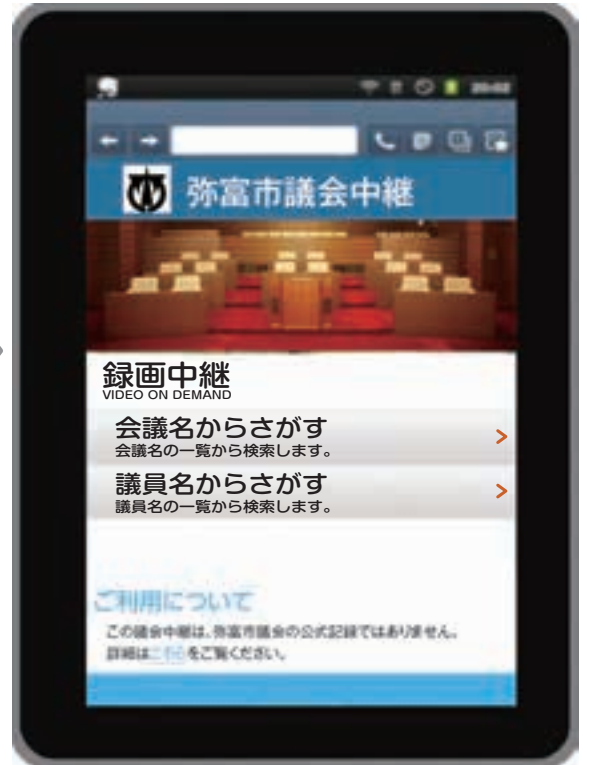 弥富市議会中継
録画中継
VIDEO ON DEMAND
会議名からさがす
会議名の一覧から検索します。
議員名からさがす
議員名の一覧から検索します。
ご利用について
この議会中継は、弥富市議会の公式記録ではありません。
詳細はこちらをご覧ください。